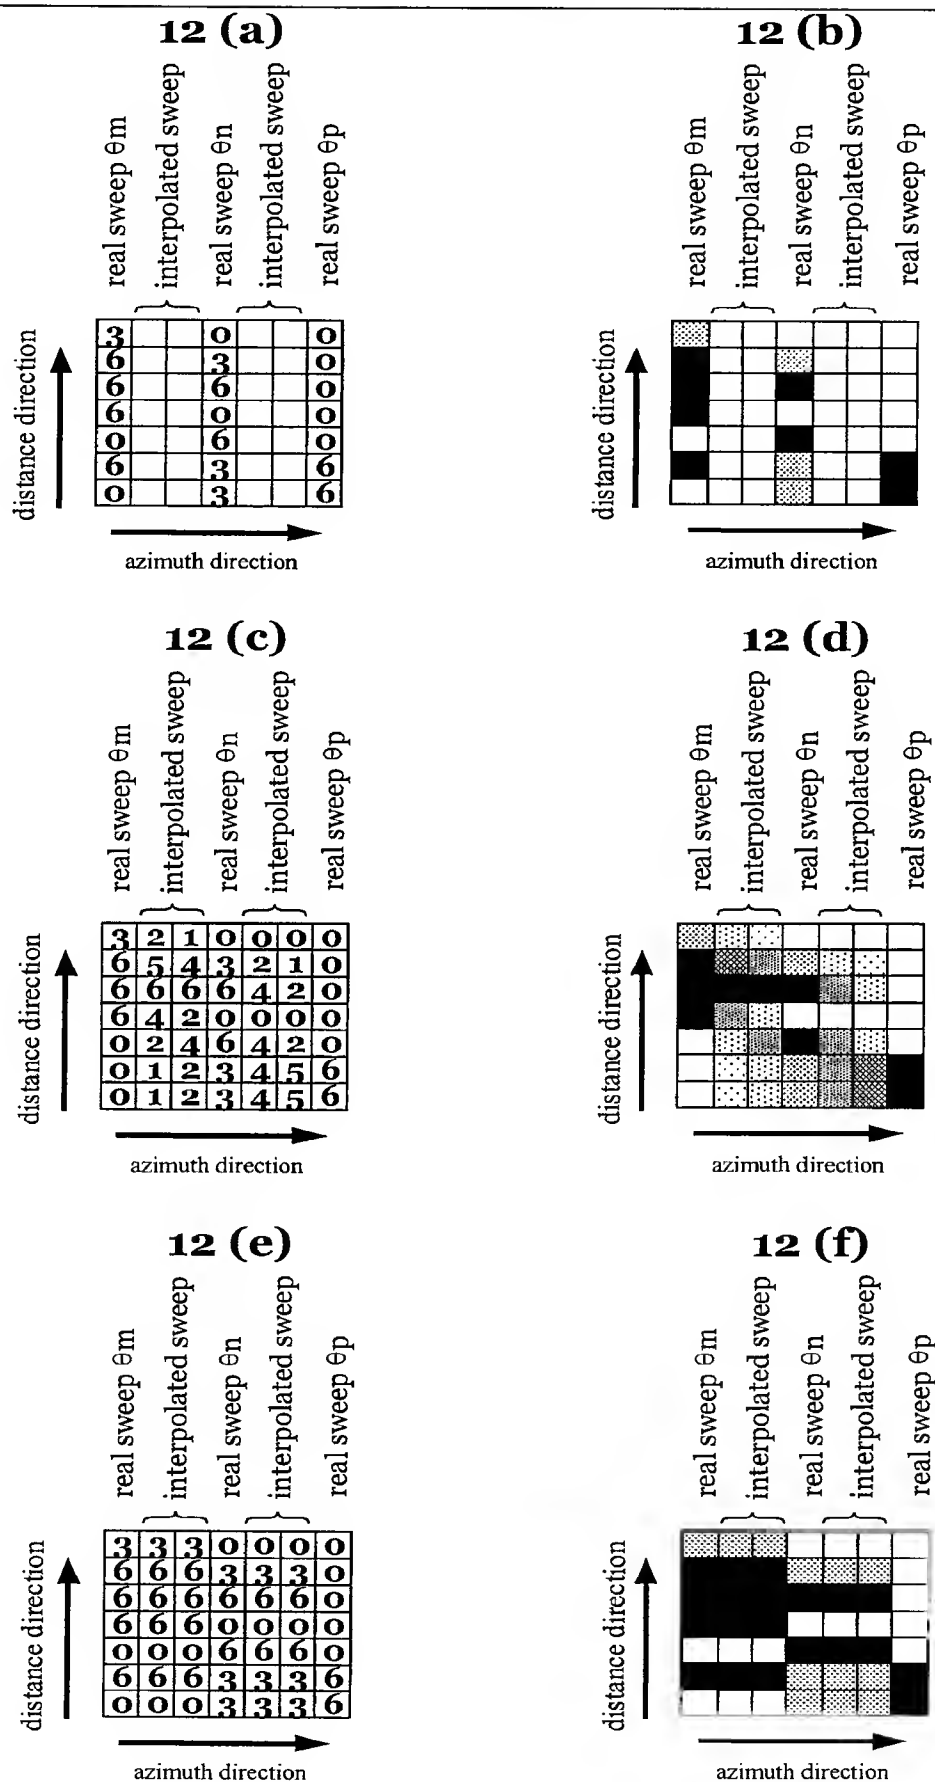 12 (a)
real sweep θm
interpolated sweep
real sweep θn
interpolated sweep
real sweep θp
distance direction
3 0 0
6 3 0
6 6 0
6 0 0
0 6 0
6 3 6
0 3 6
azimuth direction
12 (b)
real sweep θm
interpolated sweep
real sweep θn
interpolated sweep
real sweep θp
distance direction
azimuth direction
12 (c)
real sweep θm
interpolated sweep
real sweep θn
interpolated sweep
real sweep θp
distance direction
3 2 1 0 0 0 0
6 5 4 3 2 1 0
6 6 6 6 4 2 0
6 4 2 0 0 0 0
0 2 4 6 4 2 0
0 1 2 3 4 5 6
0 1 2 3 4 5 6
azimuth direction
12 (d)
real sweep θm
interpolated sweep
real sweep θn
interpolated sweep
real sweep θp
distance direction
azimuth direction
12 (e)
real sweep θm
interpolated sweep
real sweep θn
interpolated sweep
real sweep θp
distance direction
3 3 3 0 0 0 0
6 6 6 3 3 3 0
6 6 6 6 6 6 0
6 6 6 0 0 0 0
0 0 0 6 6 6 0
6 6 6 3 3 3 6
0 0 0 3 3 3 6
azimuth direction
12 (f)
real sweep θm
interpolated sweep
real sweep θn
interpolated sweep
real sweep θp
distance direction
azimuth direction